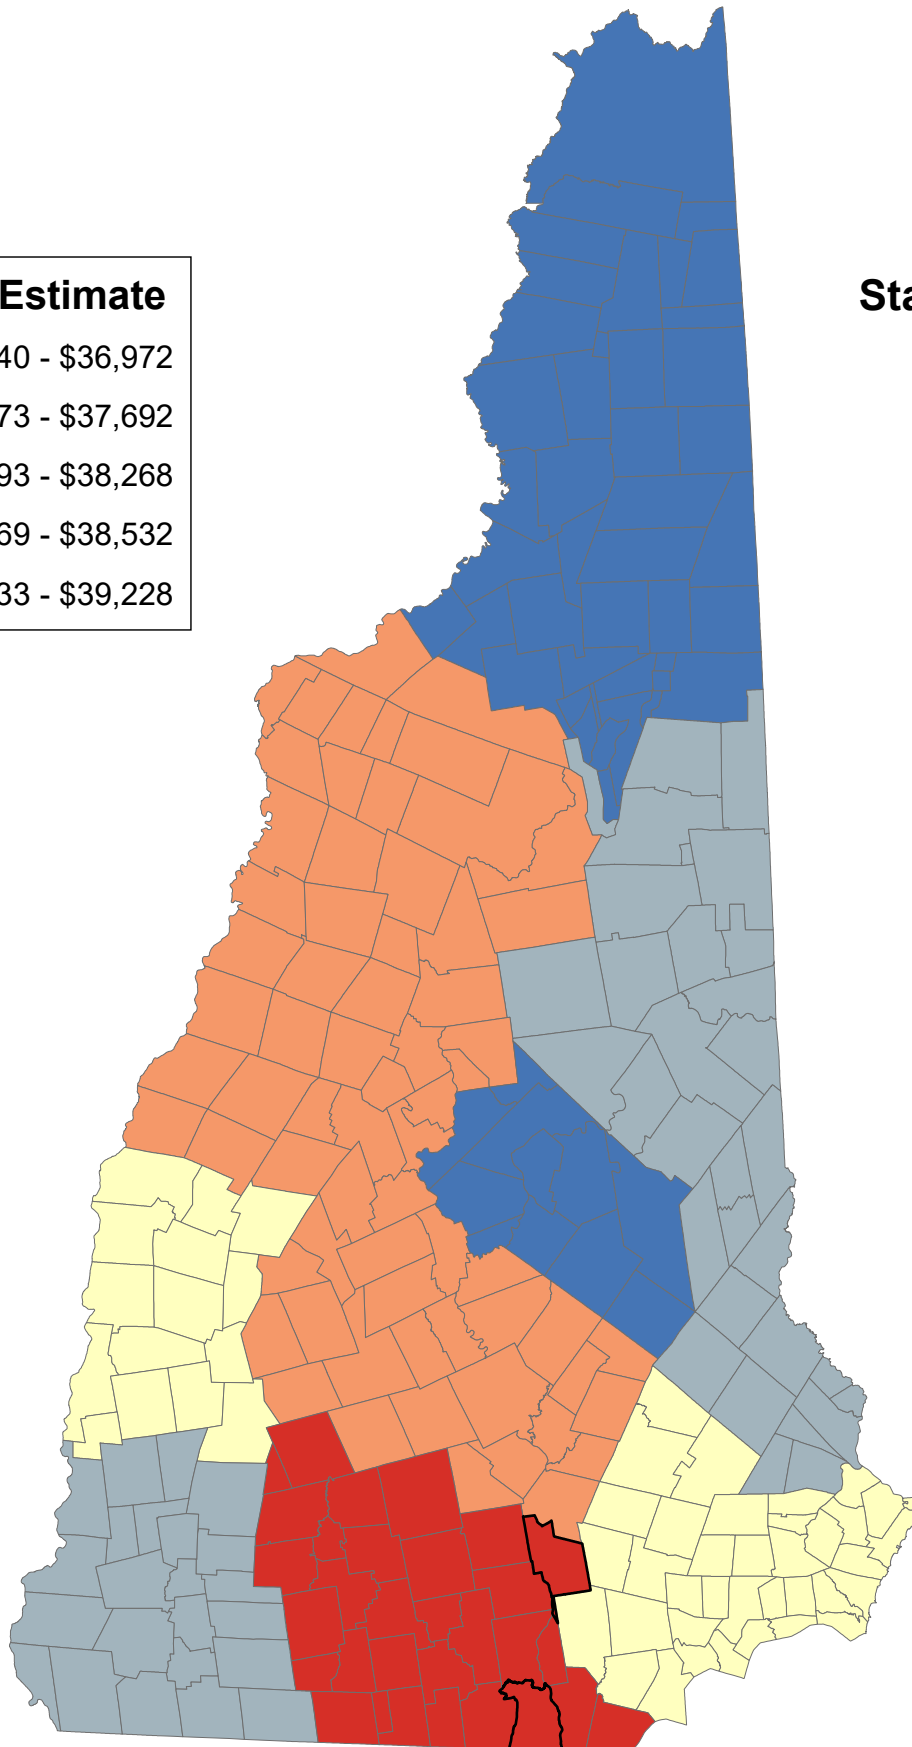 Estimate
40 - $36,972
73 - $37,692
93 - $38,268
69 - $38,532
33 - $39,228
Sta